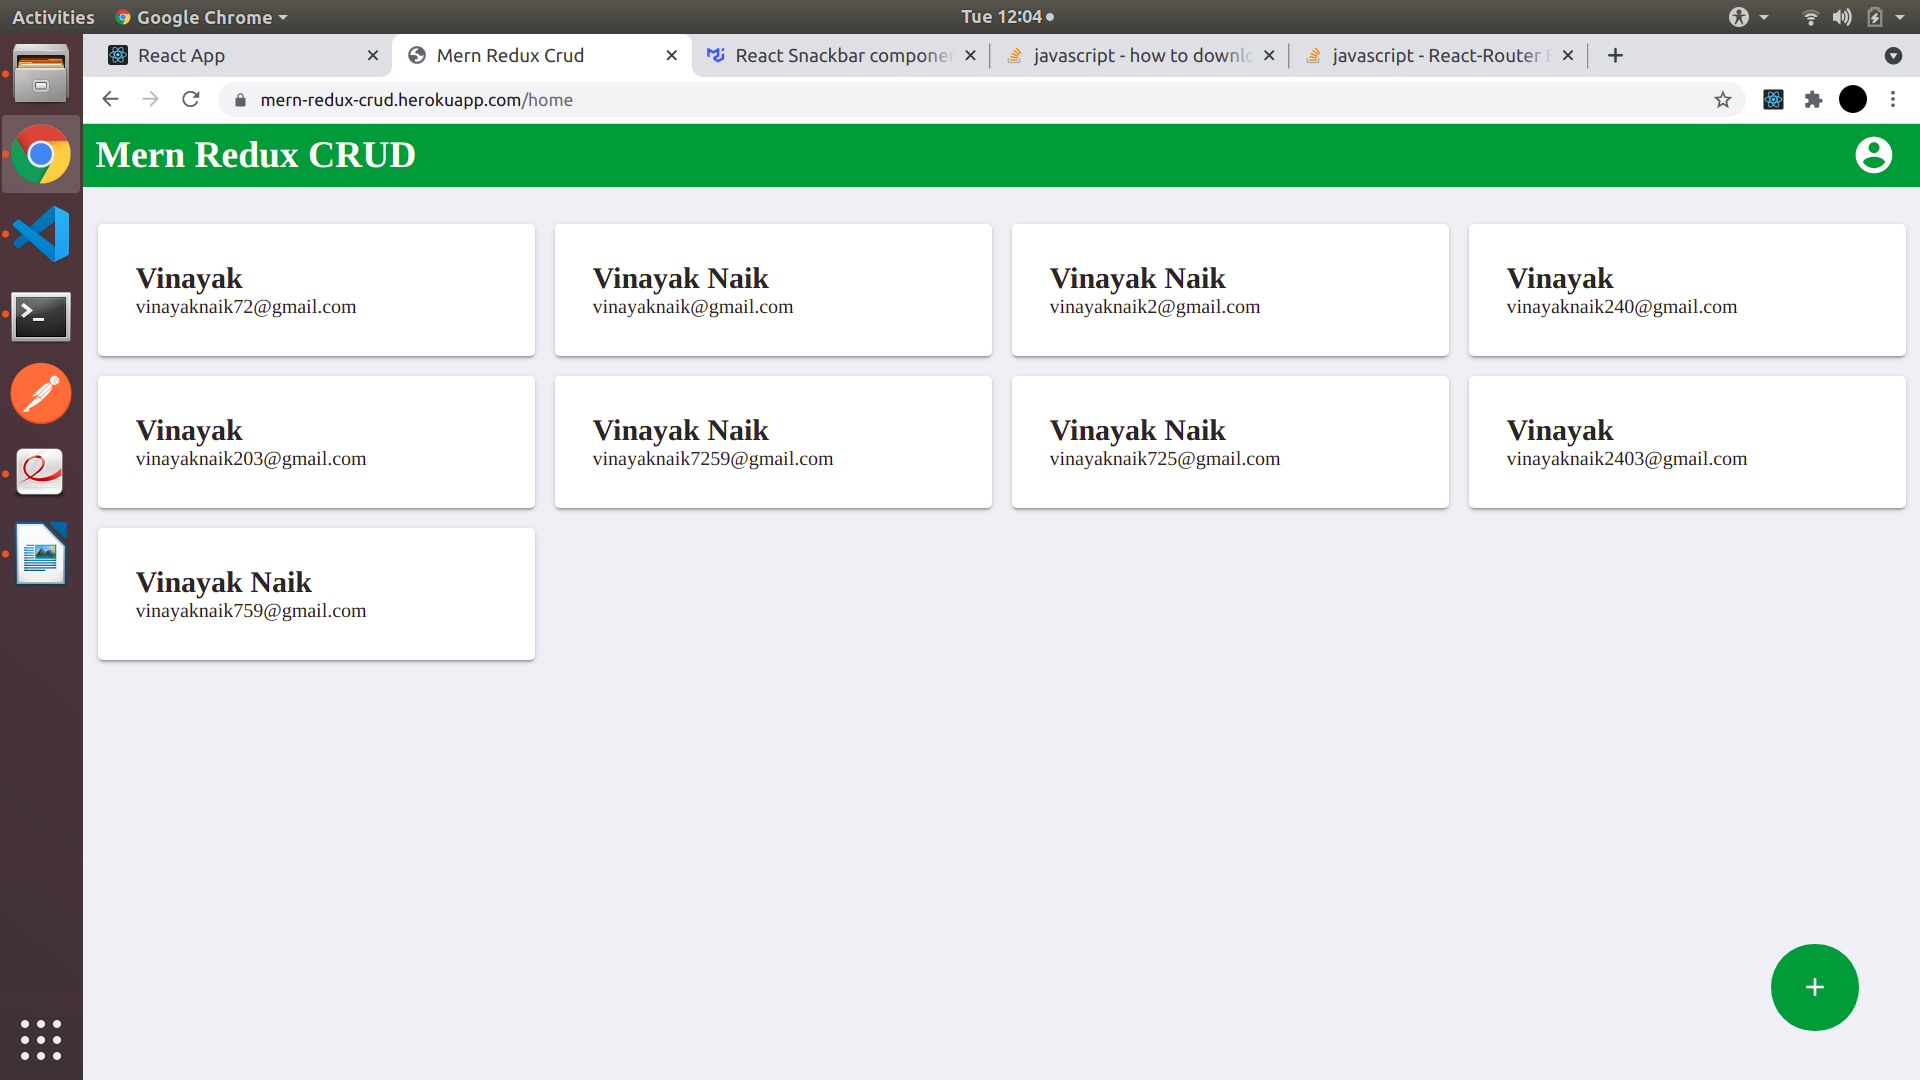 Activities Google Chrome Tue 12:04
React App Mern Redux Crud React Snackbar componen javascript - how to downlo javascript - React-Router
mern-redux-crud.herokuapp.com/home
Mern Redux CRUD
Vinayak
vinayaknaik72@gmail.com
Vinayak Naik
vinayaknaik@gmail.com
Vinayak Naik
vinayaknaik2@gmail.com
Vinayak
vinayaknaik240@gmail.com
Vinayak
vinayaknaik203@gmail.com
Vinayak Naik
vinayaknaik7259@gmail.com
Vinayak Naik
vinayaknaik725@gmail.com
Vinayak
vinayaknaik2403@gmail.com
Vinayak Naik
vinayaknaik759@gmail.com
+